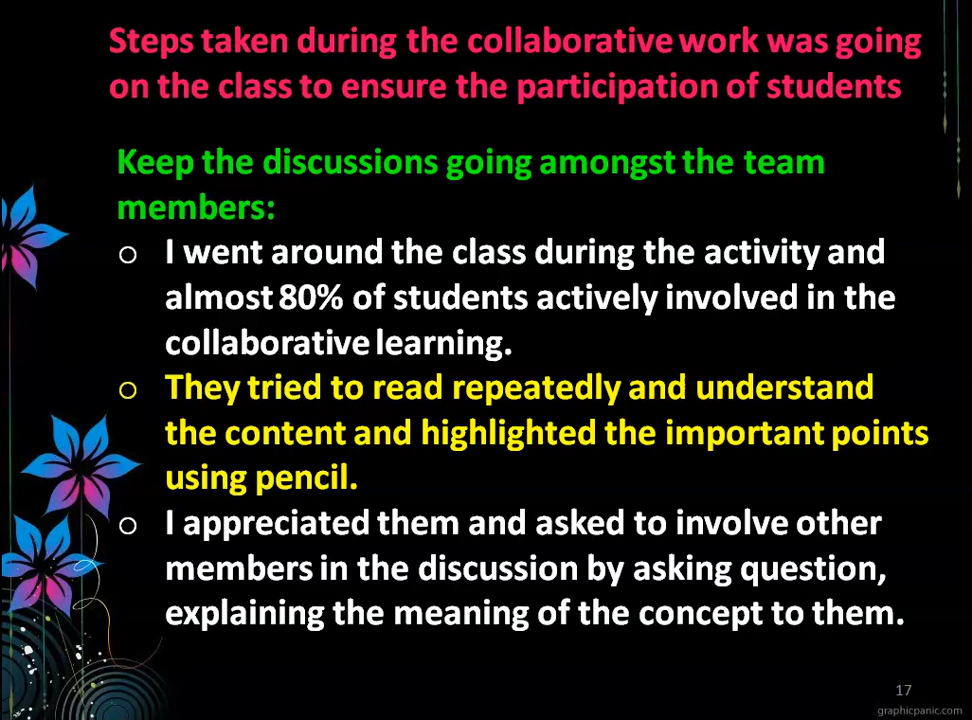 Steps taken during the collaborative work was going
on the class to ensure the participation of students
Keep the discussions going amongst the team
members:
I went around the class during the activity and
almost 80% of students actively involved in the
collaborative learning.
They tried to read repeatedly and understand
the content and highlighted the important points
using pencil.
I appreciated them and asked to involve other
members in the discussion by asking question,
explaining the meaning of the concept to them.
17
graphicpanic.com